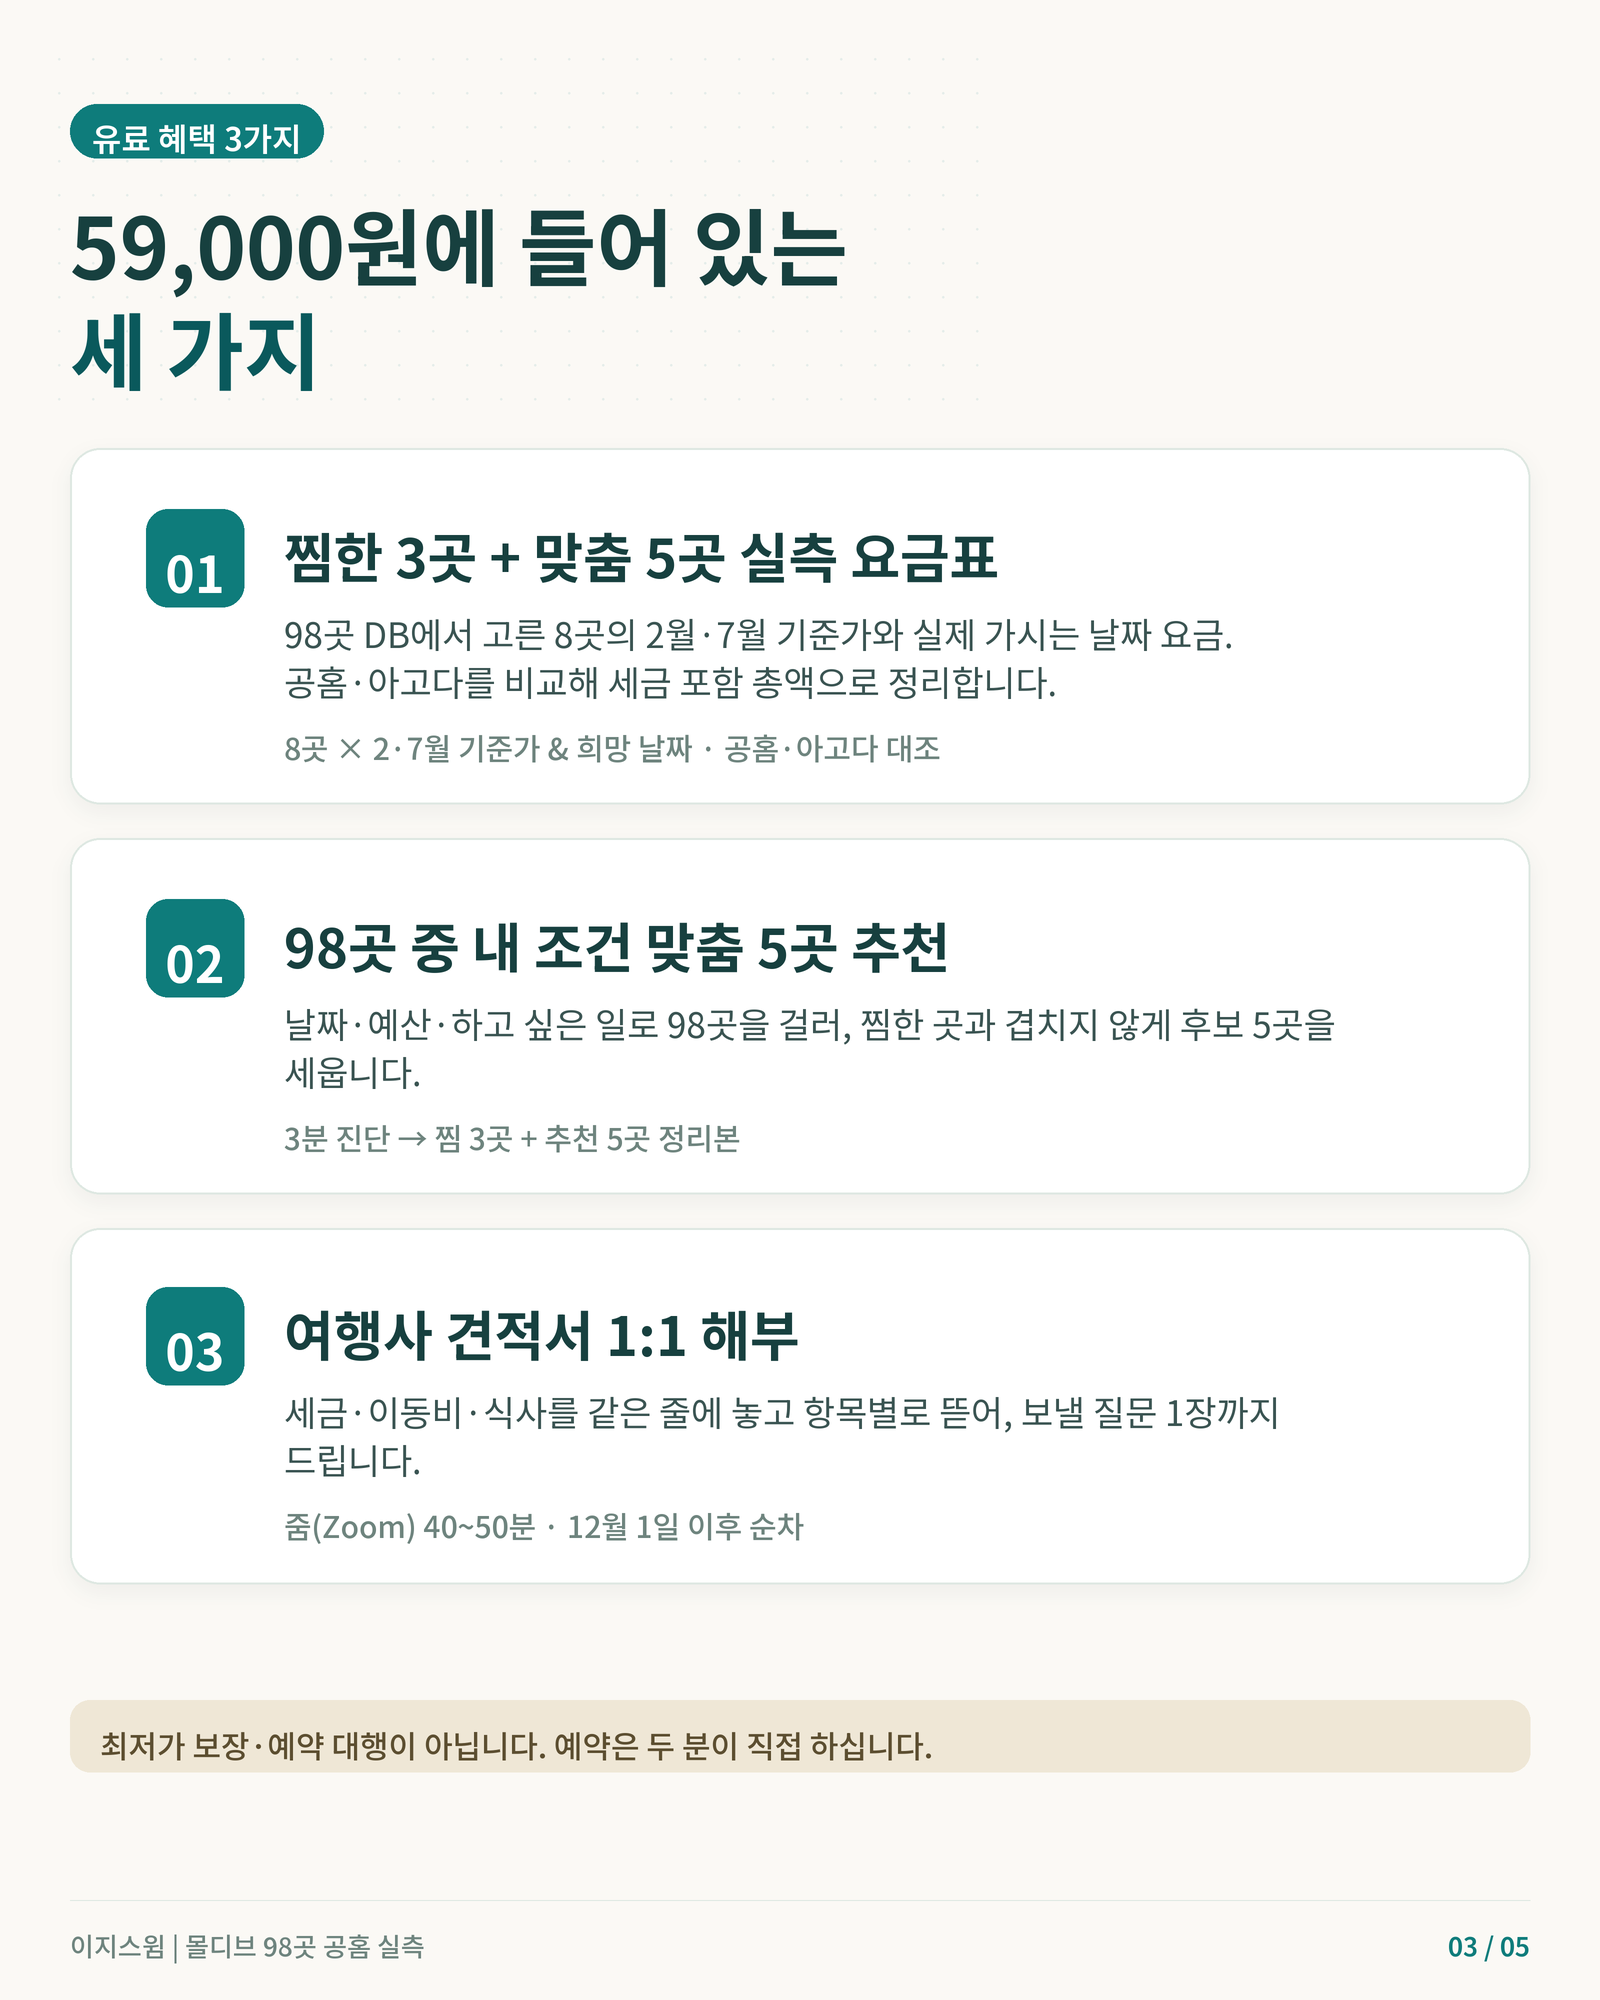 유료 혜택 3가지
59,000원에 들어 있는
세 가지
01
찜한 3곳 + 맞춤 5곳 실측 요금표
98곳 DB에서 고른 8곳의 2월·7월 기준가와 실제 가시는 날짜 요금.
공홈·아고다를 비교해 세금 포함 총액으로 정리합니다.
8곳 × 2·7월 기준가 & 희망 날짜 · 공홈·아고다 대조
02
98곳 중 내 조건 맞춤 5곳 추천
날짜·예산·하고 싶은 일로 98곳을 걸러, 찜한 곳과 겹치지 않게 후보 5곳을
세웁니다.
3분 진단 → 찜 3곳 + 추천 5곳 정리본
03
여행사 견적서 1:1 해부
세금·이동비·식사를 같은 줄에 놓고 항목별로 뜯어, 보낼 질문 1장까지
드립니다.
줌(Zoom) 40~50분 · 12월 1일 이후 순차
최저가 보장·예약 대행이 아닙니다. 예약은 두 분이 직접 하십니다.
이지스윔 | 몰디브 98곳 공홈 실측
03 / 05